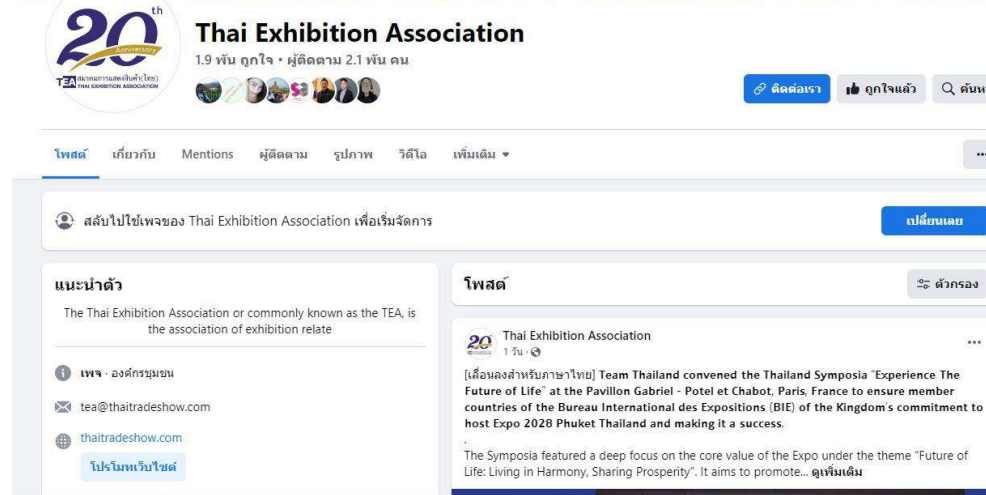 20th
Anniversary
TEA สมาคมการแสดงสินค้า (ไทย)
THAI EXHIBITION ASSOCIATION
Thai Exhibition Association
1.9 พัน ถูกใจ • ผู้ติดตาม 2.1 พัน คน
ติดต่อเรา
ถูกใจแล้ว
ค้นห
โพสต์
เกี่ยวกับ
Mentions
ผู้ติดตาม
รูปภาพ
วิดีโอ
เพิ่มเติม
สลับไปใช้เพจของ Thai Exhibition Association เพื่อเริ่มจัดการ
เปลี่ยนเลย
แนะนำตัว
The Thai Exhibition Association or commonly known as the TEA, is
the association of exhibition relate
เพจ · องค์กรชุมชน
tea@thaitradeshow.com
thaitradeshow.com
โปรโมทเว็บไซต์
โพสต์
ตัวกรอง
Thai Exhibition Association
1 วัน ·
[เลื่อนลงสำหรับภาษาไทย] Team Thailand convened the Thailand Symposia "Experience The
Future of Life" at the Pavillon Gabriel - Potel et Chabot, Paris, France to ensure member
countries of the Bureau International des Expositions (BIE) of the Kingdom's commitment to
host Expo 2028 Phuket Thailand and making it a success.
.
The Symposia featured a deep focus on the core value of the Expo under the theme "Future of
Life: Living in Harmony, Sharing Prosperity". It aims to promote... ดูเพิ่มเติม